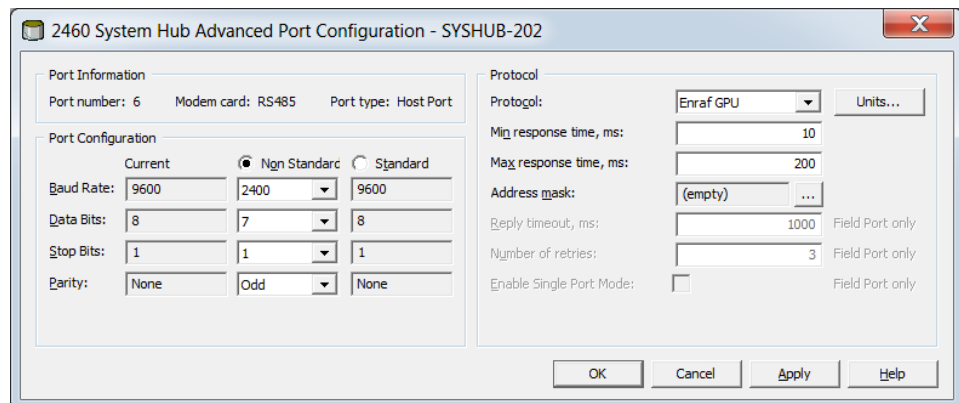 2460 System Hub Advanced Port Configuration - SYSHUB-202
X
Port Information
Port number: 6 Modem card: RS485 Port type: Host Port
Port Configuration
Current Non Standard Standard
Baud Rate: 9600 2400 9600
Data Bits: 8 7 8
Stop Bits: 1 1 1
Parity: None Odd None
Protocol
Protocol: Enraf GPU Units...
Min response time, ms: 10
Max response time, ms: 200
Address mask: (empty) ...
Reply timeout, ms: 1000 Field Port only
Number of retries: 3 Field Port only
Enable Single Port Mode: Field Port only
OK Cancel Apply Help